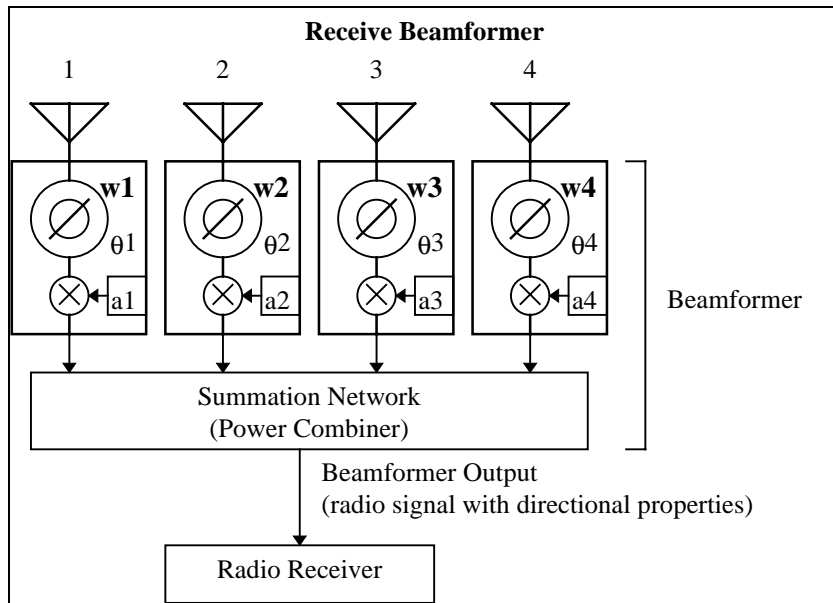 Receive Beamformer
1 2 3 4
w1 w2 w3 w4
θ1 θ2 θ3 θ4
a1 a2 a3 a4
Beamformer
Summation Network
(Power Combiner)
Beamformer Output
(radio signal with directional properties)
Radio Receiver